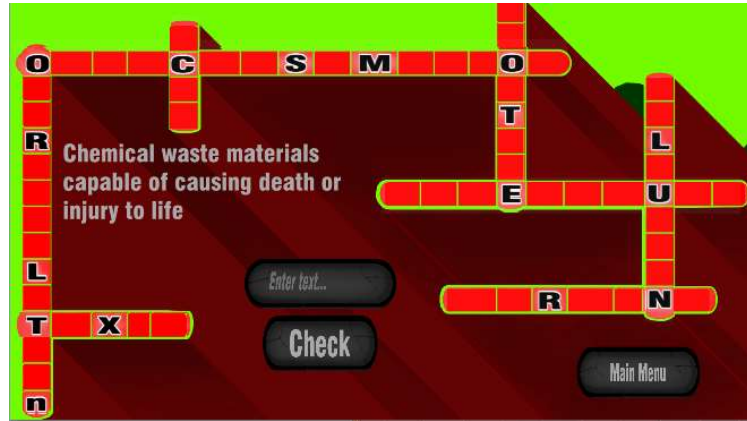 O C S M O
T
R
L
Chemical waste materials
capable of causing death or
injury to life
E U
L
Enter text...
R N
T X
Check
Main Menu
n